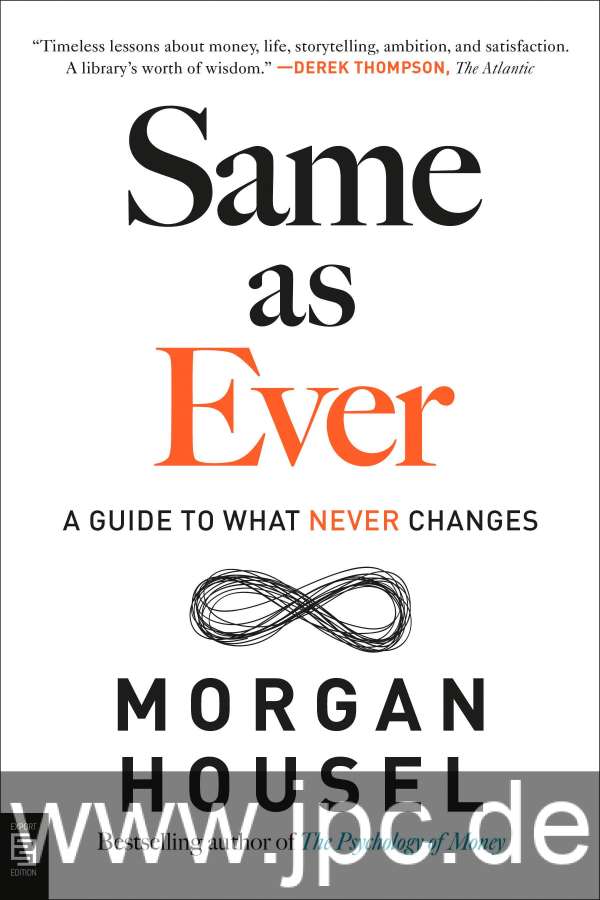 “Timeless lessons about money, life, storytelling, ambition, and satisfaction.
A library’s worth of wisdom.” —DEREK THOMPSON, The Atlantic
Same
as
Ever
A GUIDE TO WHAT NEVER CHANGES
MORGAN
HOUSEL
Bestselling author of The Psychology of Money
EXPORT
EDITION
www.jpc.de